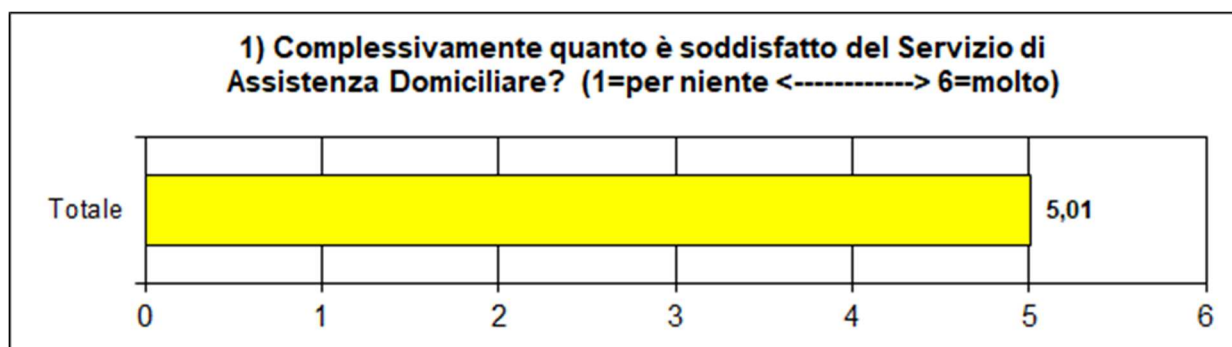 1) Complessivamente quanto è soddisfatto del Servizio di
Assistenza Domiciliare? (1=per niente <------------> 6=molto)
Totale
5,01
0 1 2 3 4 5 6